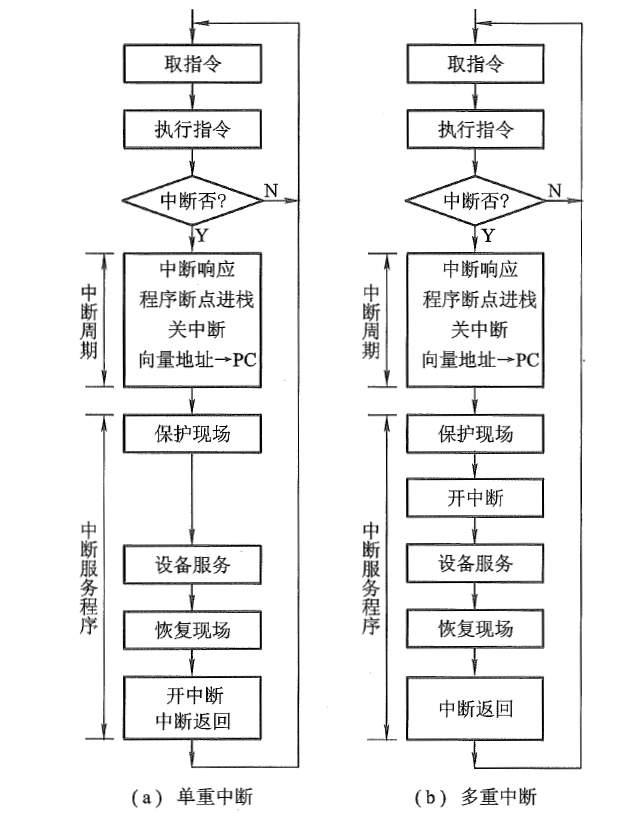 取指令
执行指令
中断否?
N
Y
中断周期
中断响应
程序断点进栈
关中断
向量地址→PC
中断服务程序
保护现场
设备服务
恢复现场
开中断
中断返回
(a) 单重中断
取指令
执行指令
中断否?
N
Y
中断周期
中断响应
程序断点进栈
关中断
向量地址→PC
中断服务程序
保护现场
开中断
设备服务
恢复现场
中断返回
(b) 多重中断